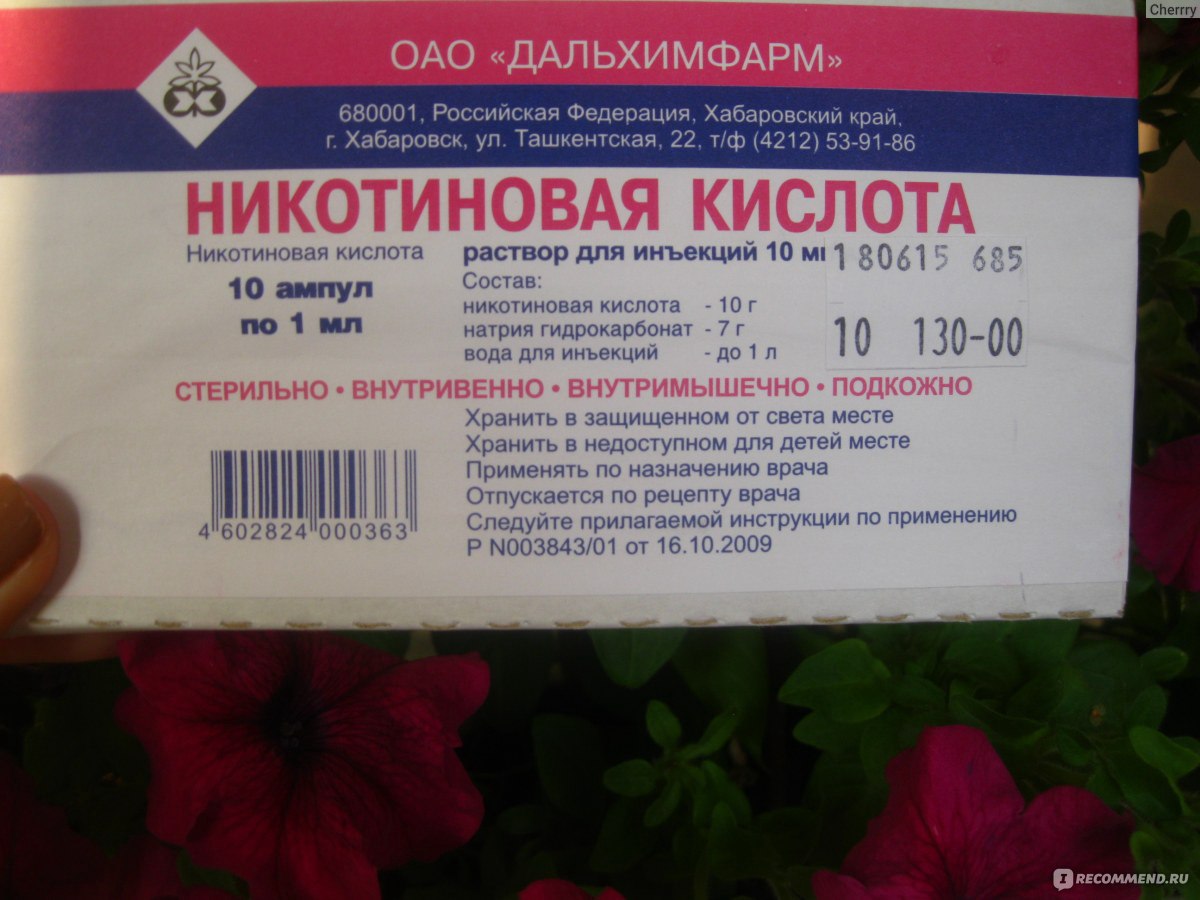 Cherrry
ОАО «ДАЛЬХИМФАРМ»
680001, Российская Федерация, Хабаровский край,
г. Хабаровск, ул. Ташкентская, 22, т/ф (4212) 53-91-86
НИКОТИНОВАЯ КИСЛОТА
Никотиновая кислота
10 ампул
по 1 мл
раствор для инъекций 10
180615 685
10 130-00
Состав:
никотиновая кислота - 10 г
натрия гидрокарбонат - 7 г
вода для инъекций - до 1 л
СТЕРИЛЬНО • ВНУТРИВЕННО • ВНУТРИМЫШЕЧНО • ПОДКОЖНО
Хранить в защищенном от света месте
Хранить в недоступном для детей месте
Применять по назначению врача
Отпускается по рецепту врача
Следуйте прилагаемой инструкции по применению
Р N003843/01 от 16.10.2009
4 602824 000363
IRECOMMEND.RU